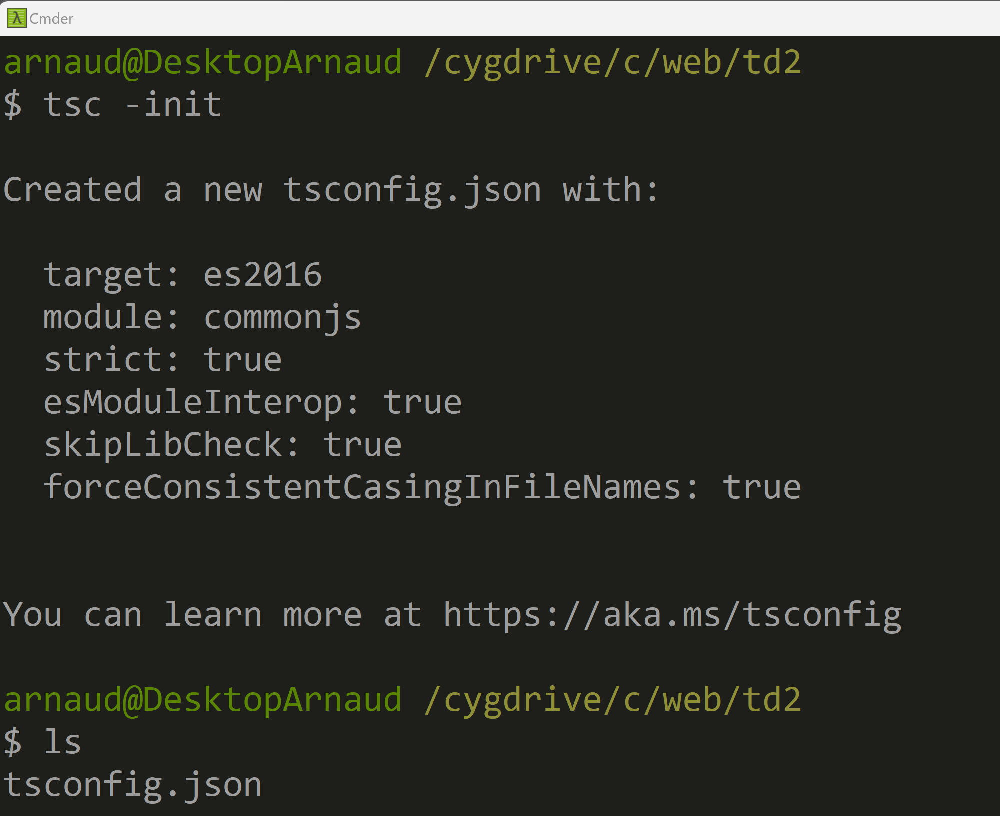 λ Cmder
arnaud@DesktopArnaud /cygdrive/c/web/td2
$ tsc -init
Created a new tsconfig.json with:
target: es2016
module: commonjs
strict: true
esModuleInterop: true
skipLibCheck: true
forceConsistentCasingInFileNames: true
You can learn more at https://aka.ms/tsconfig
arnaud@DesktopArnaud /cygdrive/c/web/td2
$ ls
tsconfig.json